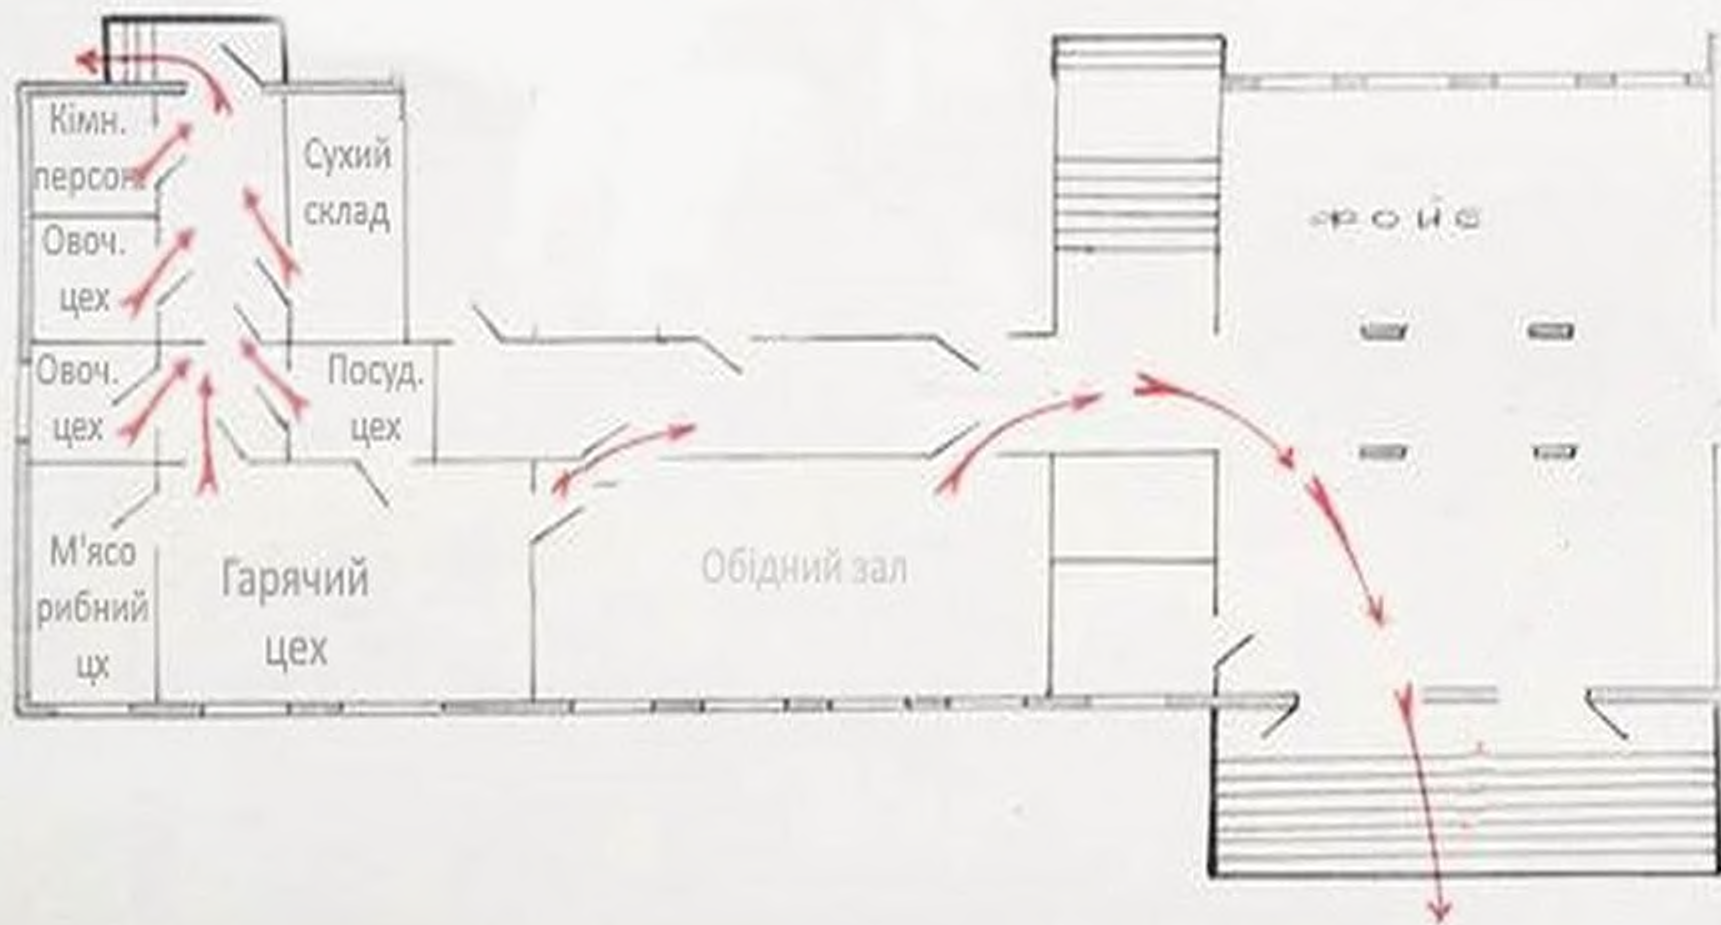 Кімн.
персон.
Сухий
склад
Овоч.
цех
Овоч.
цех
Посуд.
цех
М'ясо
рибний
цх
Гарячий
цех
Обідний зал
фойє